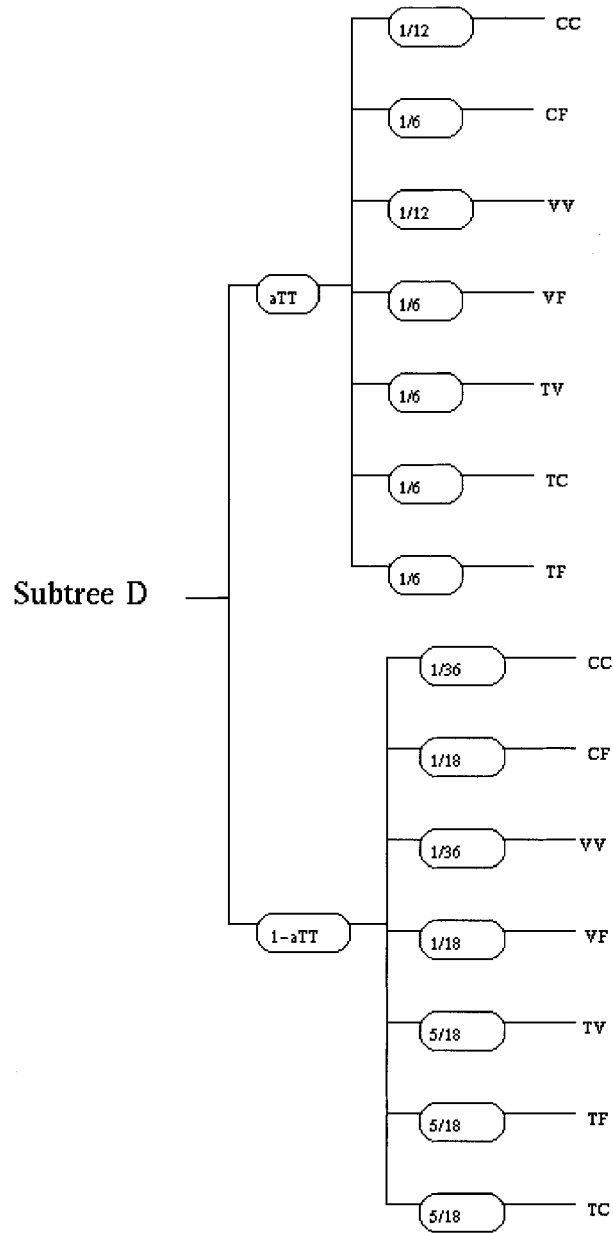 1/12 CC
1/6 CF
1/12 VV
aTT
1/6 VF
1/6 TV
1/6 TC
1/6 TF
Subtree D
1/36 CC
1/18 CF
1/36 VV
1-aTT
1/18 VF
5/18 TV
5/18 TF
5/18 TC